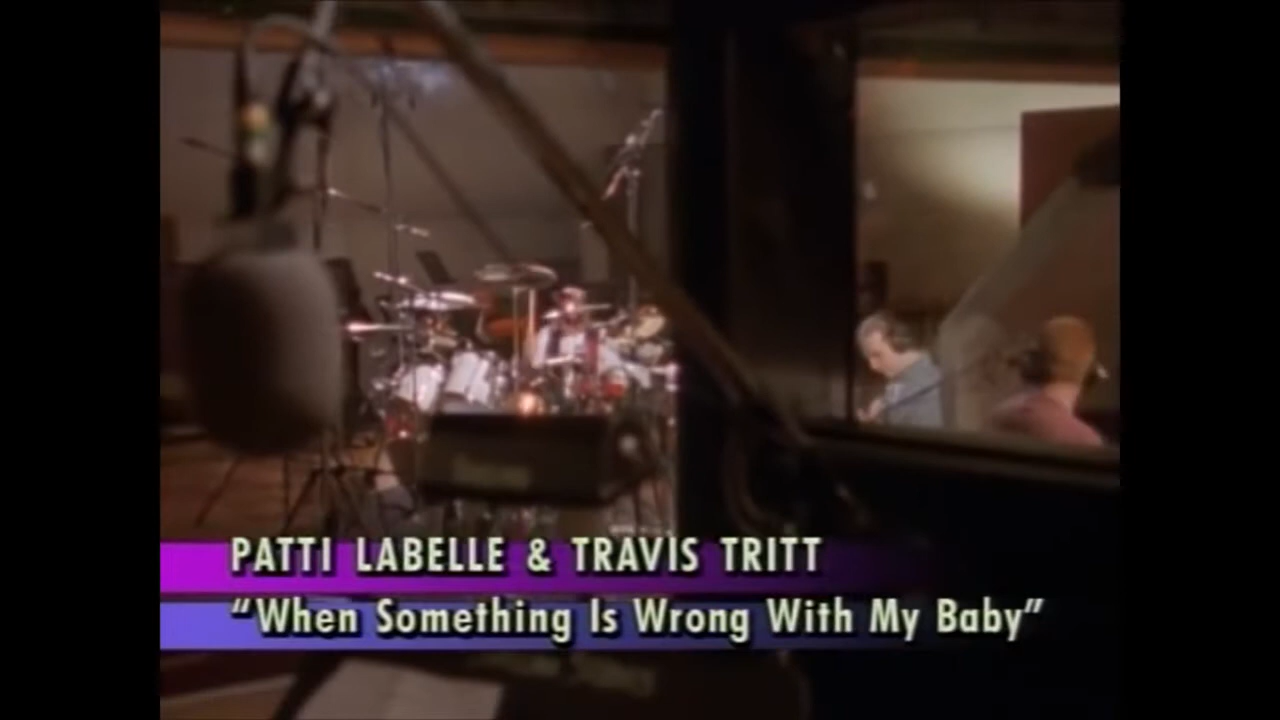 PATTI LABELLE & TRAVIS TRITT
“When Something Is Wrong With My Baby”